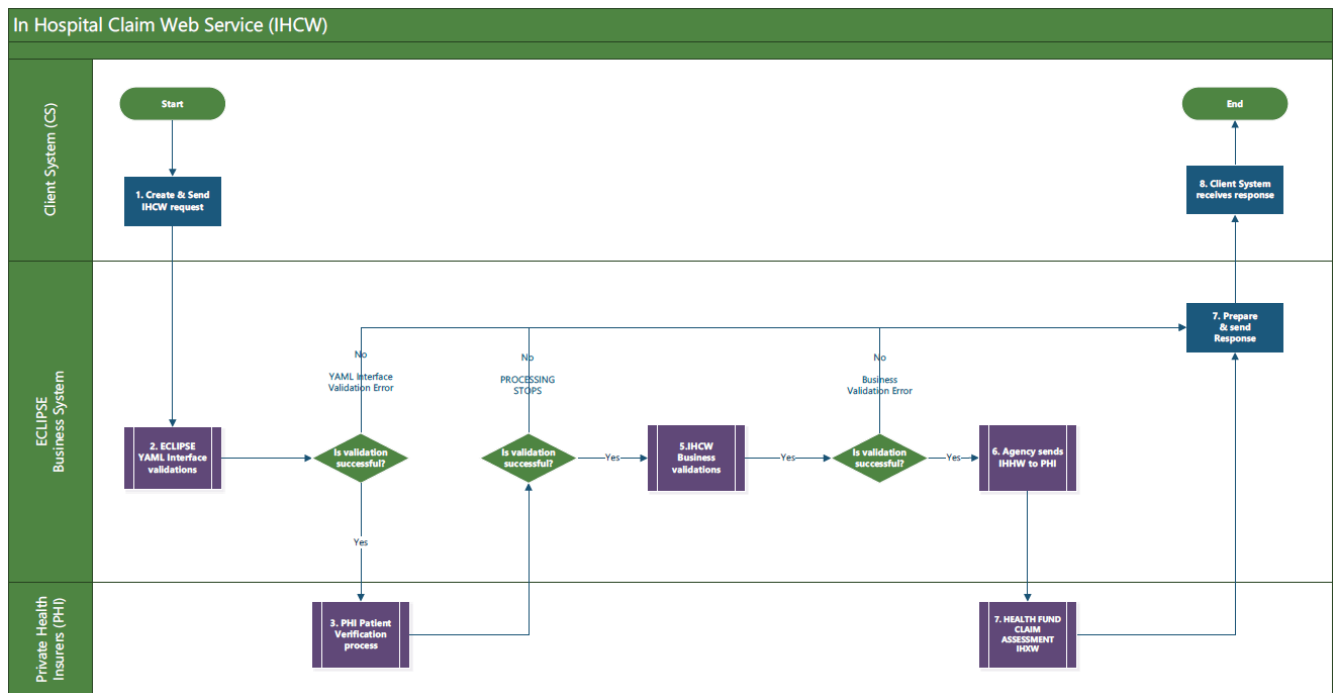 In Hospital Claim Web Service (IHCW)
Client System (CS)
Start
End
1. Create & Send
IHCW request
8. Client System
receives response
ECLIPSE
Business System
7. Prepare
& send
Response
No
YAML Interface
Validation Error
No
PROCESSING
STOPS
No
Business
Validation Error
2. ECLIPSE
YAML Interface
validations
Is validation
successful?
Is validation
successful?
Yes
5.IHCW
Business
validations
Yes
Is validation
successful?
Yes
6. Agency sends
IHHW to PHI
Yes
Private Health
Insurers (PHI)
3. PHI Patient
Verification
process
7. HEALTH FUND
CLAIM
ASSESSMENT
IHXW